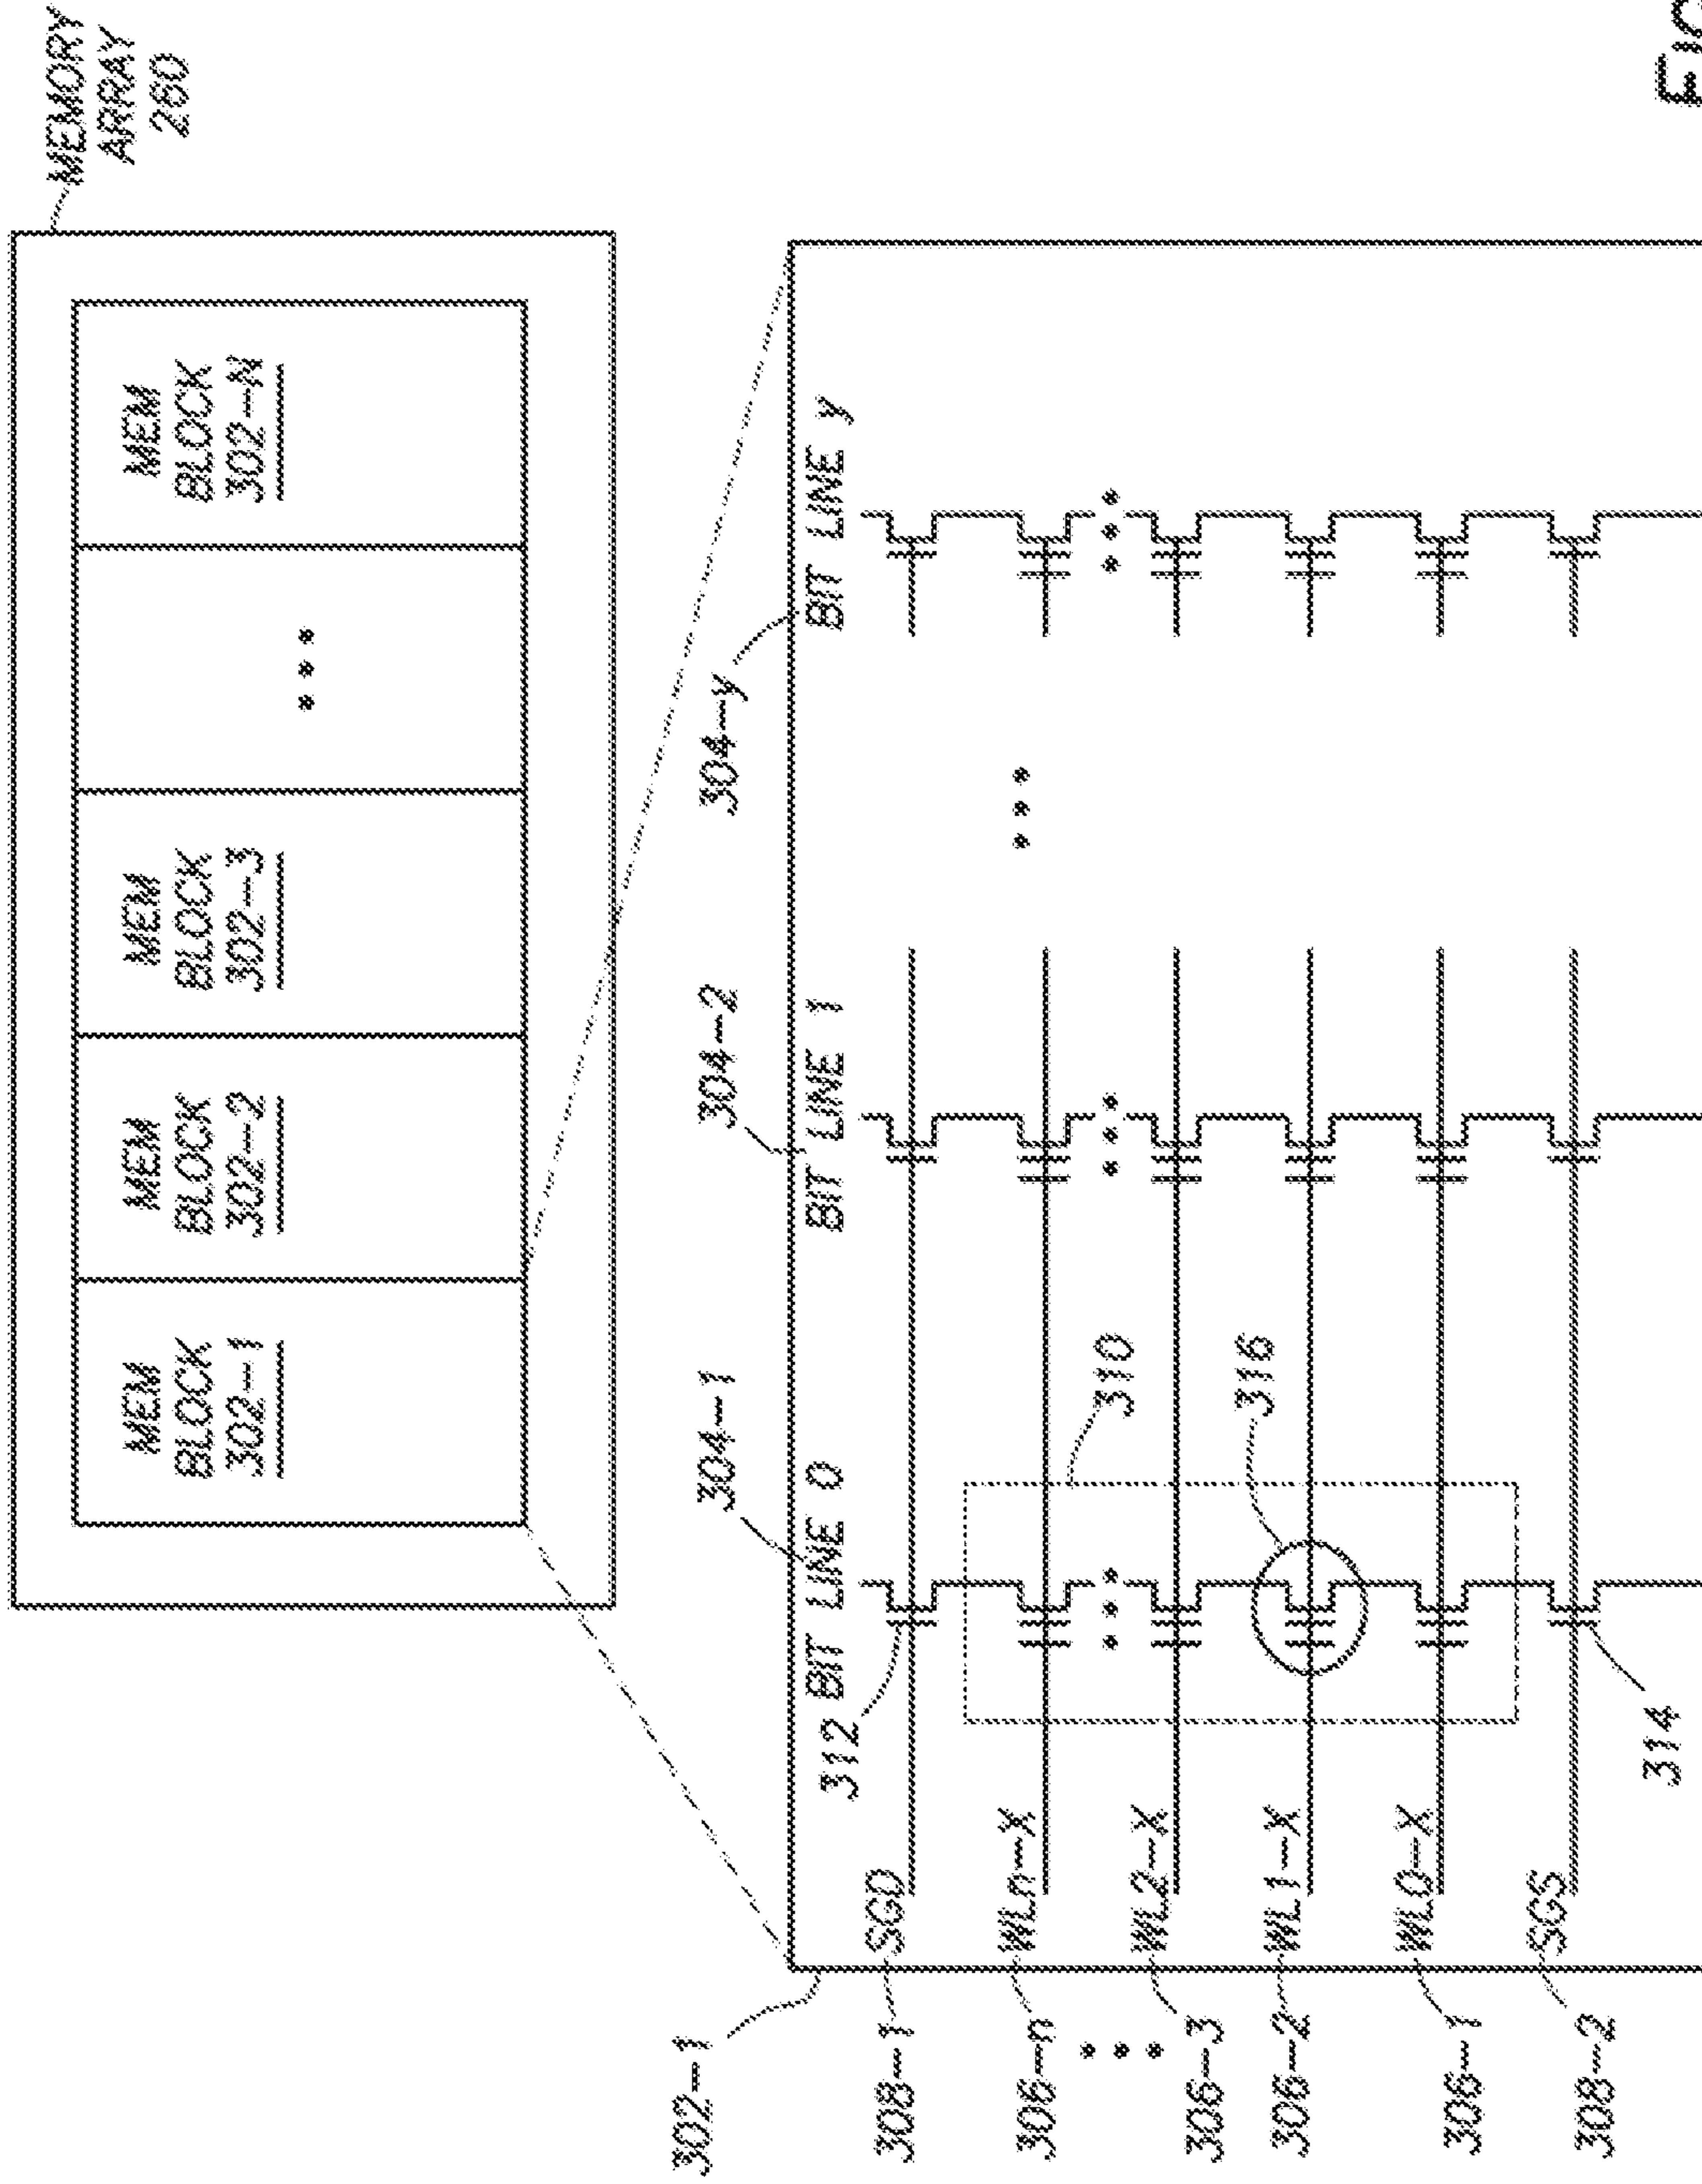 MEMORY
ARRAY
260
MEM
BLOCK
302-1
MEM
BLOCK
302-2
MEM
BLOCK
302-3
MEM
BLOCK
302-N
302-1
304-1
304-2
304-y
BIT LINE 0
BIT LINE 1
BIT LINE y
312
308-1
SGD
306-n
WLn-X
310
306-3
WL2-X
306-2
WL1-X
316
306-1
WL0-X
308-2
SGS
314